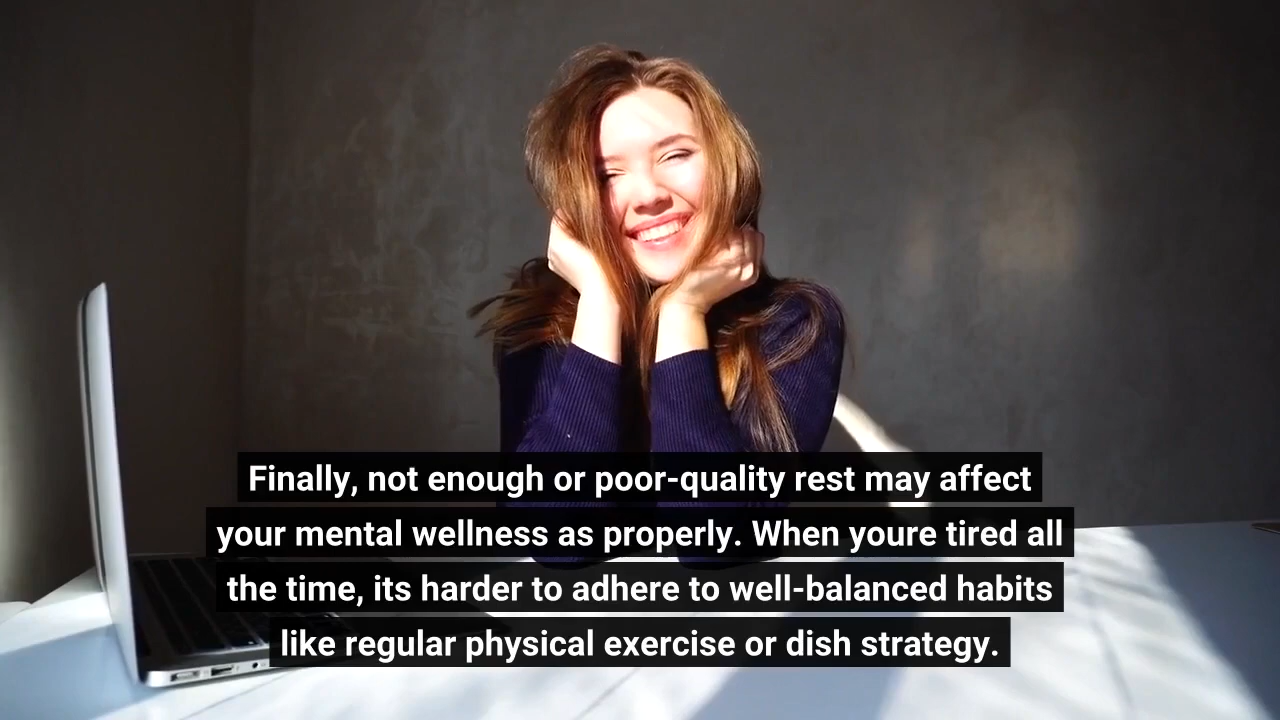 Finally, not enough or poor-quality rest may affect
your mental wellness as properly. When youre tired all
the time, its harder to adhere to well-balanced habits
like regular physical exercise or dish strategy.